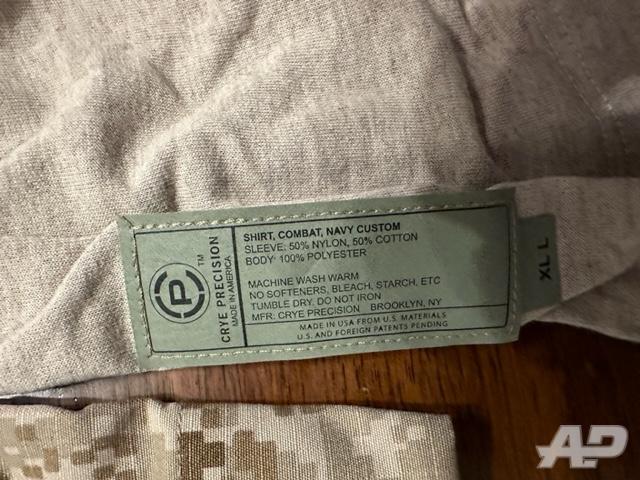 SHIRT, COMBAT, NAVY CUSTOM
SLEEVE: 50% NYLON, 50% COTTON
BODY: 100% POLYESTER
MACHINE WASH WARM
NO SOFTENERS, BLEACH, STARCH, ETC
TUMBLE DRY. DO NOT IRON
MFR: CRYE PRECISION BROOKLYN, NY
MADE IN USA FROM U.S. MATERIALS
U.S. AND FOREIGN PATENTS PENDING
P
TM
CRYE PRECISION
MADE IN AMERICA
XL L
AP